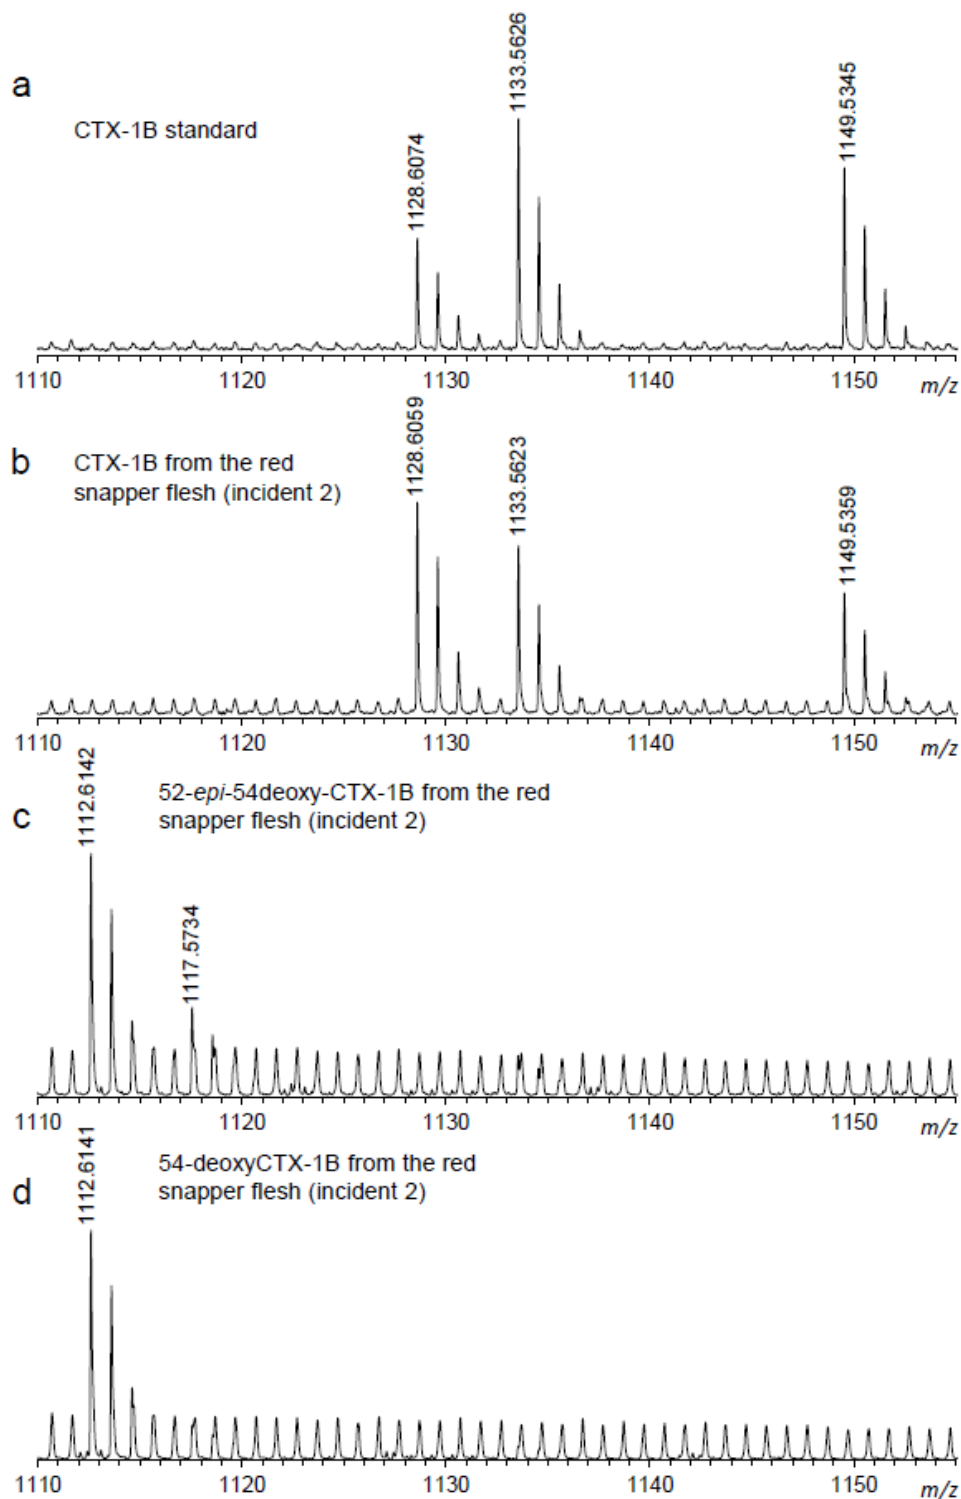 a
CTX-1B standard
1128.6074
1133.5626
1149.5345
1110 1120 1130 1140 1150 m/z
b
CTX-1B from the red
snapper flesh (incident 2)
1128.6059
1133.5623
1149.5359
1110 1120 1130 1140 1150 m/z
c
52-epi-54deoxy-CTX-1B from the red
snapper flesh (incident 2)
1112.6142
1117.5734
1110 1120 1130 1140 1150 m/z
d
54-deoxyCTX-1B from the red
snapper flesh (incident 2)
1112.6141
1110 1120 1130 1140 1150 m/z